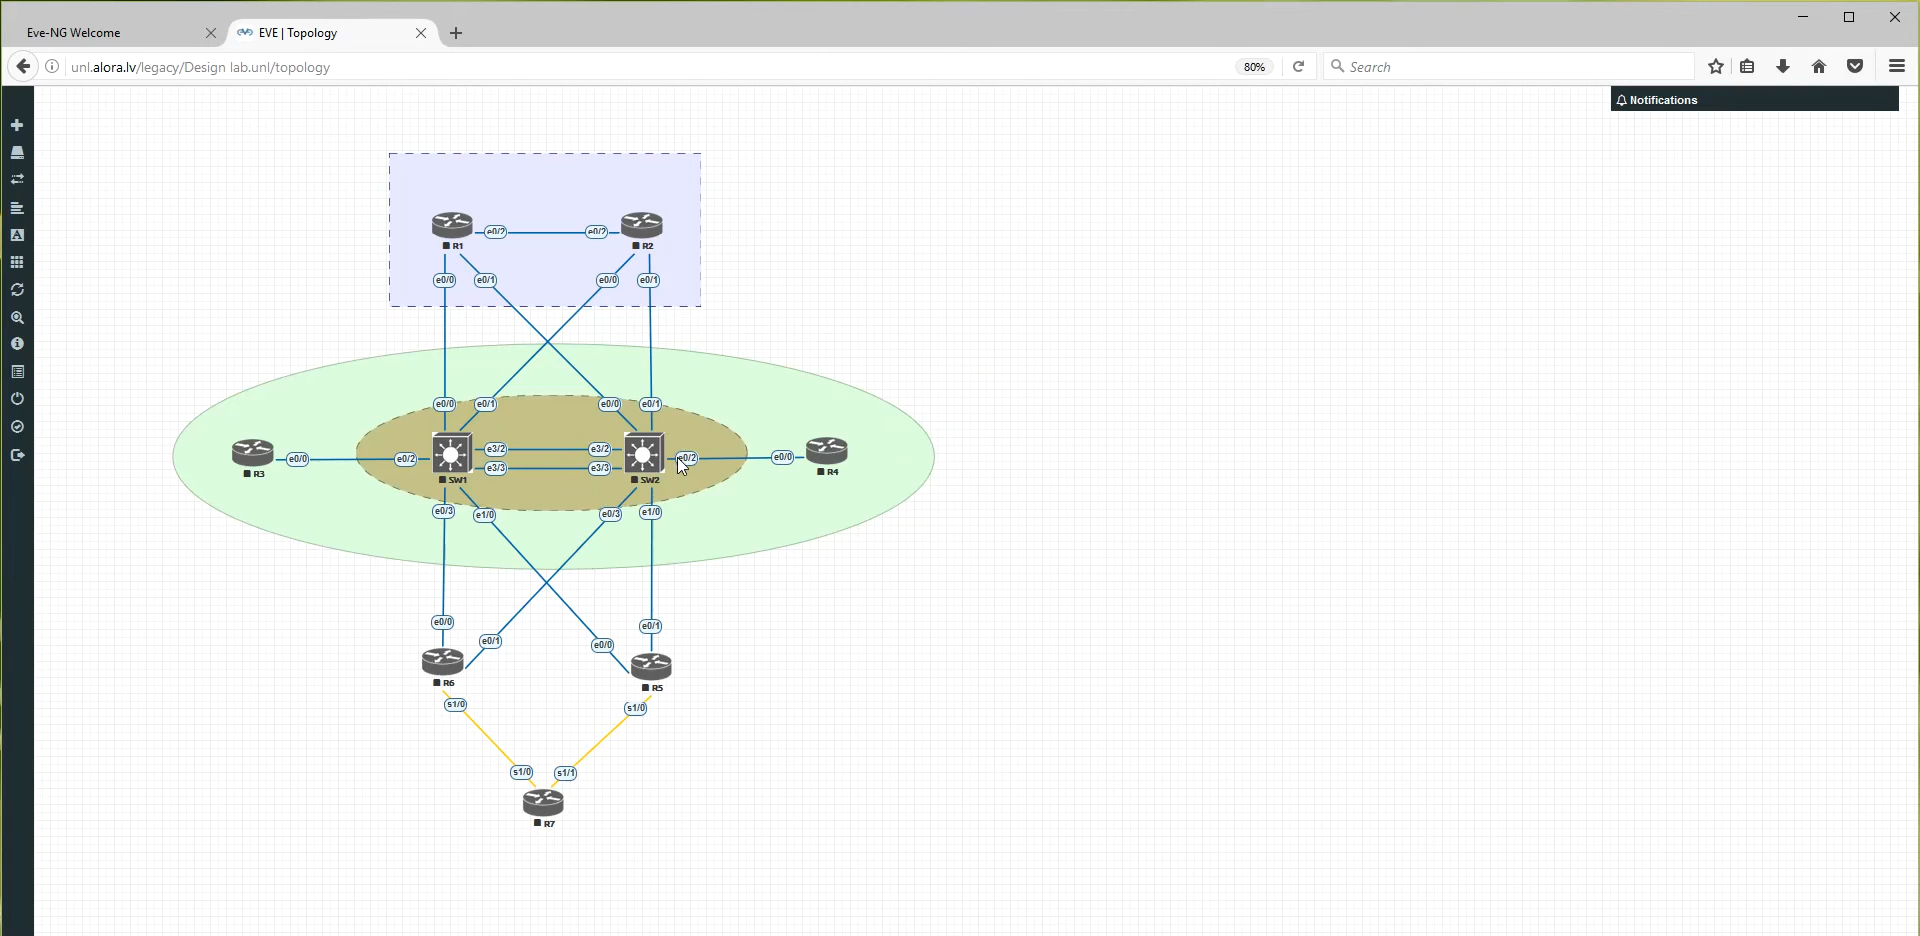 Eve-NG Welcome
EVE | Topology
unl.alora.lv/legacy/Design lab.unl/topology
80%
Search
Notifications
e0/2
e0/2
R1
R2
e0/0
e0/1
e0/0
e0/1
e0/0
e0/1
e0/0
e0/1
e3/2
e3/2
R3
e0/0
e0/2
e0/2
e0/0
R4
e3/3
e3/3
SW1
SW2
e0/3
e1/0
e0/3
e1/0
e0/0
e0/1
e0/0
e0/1
R6
R5
s1/0
s1/0
s1/0
s1/1
R7